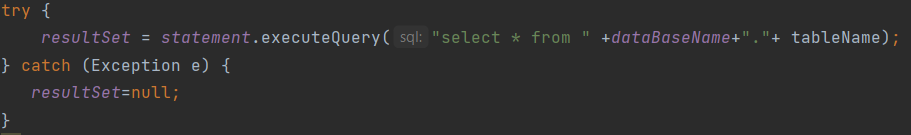 try {
    resultSet = statement.executeQuery( sql: "select * from " +dataBaseName+"."+ tableName);
} catch (Exception e) {
   resultSet=null;
}